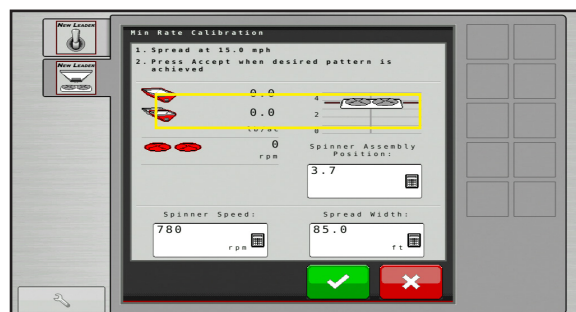 NEW LEADER
NEW LEADER
Min Rate Calibration
1. Spread at 15.0 mph
2. Press Accept when desired pattern is
achieved
0.0
4
0.0
2
lb/ac
0
0
rpm
Spinner Assembly
Position:
3.7
Spinner Speed:
Spread Width:
780
rpm
85.0
ft